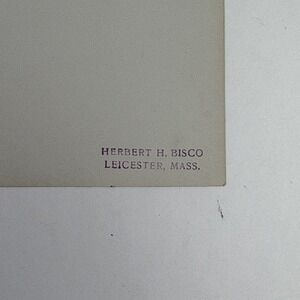 HERBERT H. BISCO
LEICESTER, MASS.